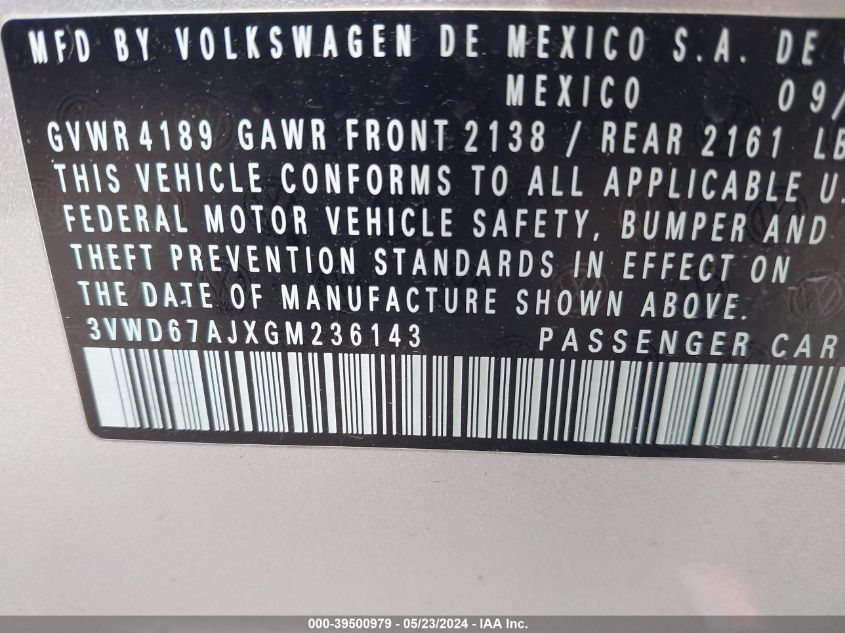 MFD BY VOLKSWAGEN DE MEXICO S.A. DE
MEXICO 09/
GVWR4189 GAWR FRONT 2138 / REAR 2161 LB
THIS VEHICLE CONFORMS TO ALL APPLICABLE U.
FEDERAL MOTOR VEHICLE SAFETY, BUMPER AND
THEFT PREVENTION STANDARDS IN EFFECT ON
THE DATE OF MANUFACTURE SHOWN ABOVE.
3VWD67AJXGM236143 PASSENGER CAR
000-39500979 - 05/23/2024 - IAA Inc.